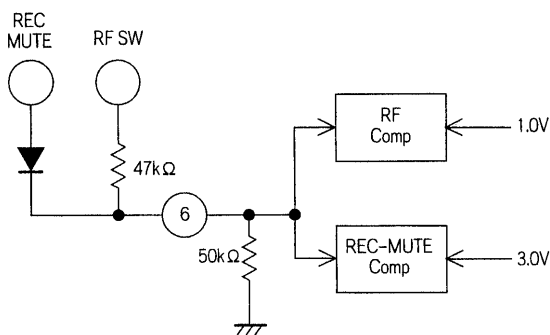 REC
MUTE
RF SW
RF
Comp
1.0V
47kΩ
6
50kΩ
REC-MUTE
Comp
3.0V